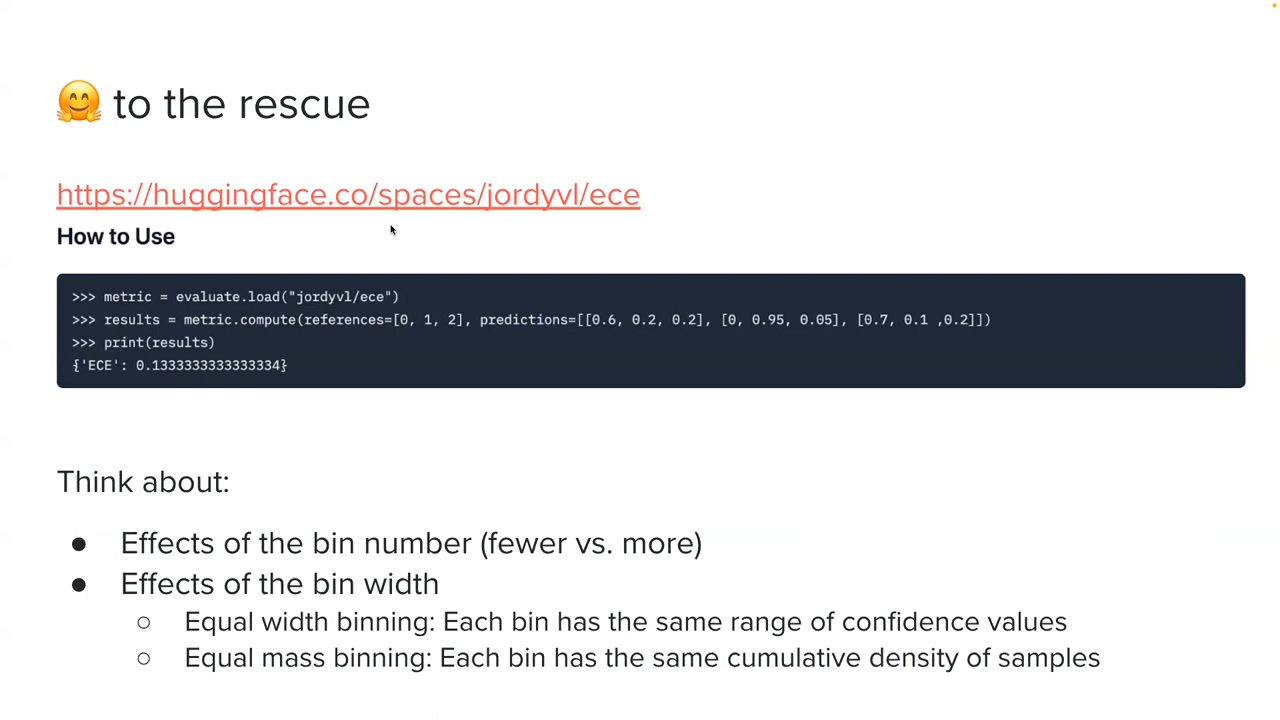 🤗 to the rescue
https://huggingface.co/spaces/jordyvl/ece
How to Use
>>> metric = evaluate.load("jordyvl/ece")
>>> results = metric.compute(references=[0, 1, 2], predictions=[[0.6, 0.2, 0.2], [0, 0.95, 0.05], [0.7, 0.1 ,0.2]])
>>> print(results)
{'ECE': 0.1333333333333334}
Think about:
● Effects of the bin number (fewer vs. more)
● Effects of the bin width
○ Equal width binning: Each bin has the same range of confidence values
○ Equal mass binning: Each bin has the same cumulative density of samples